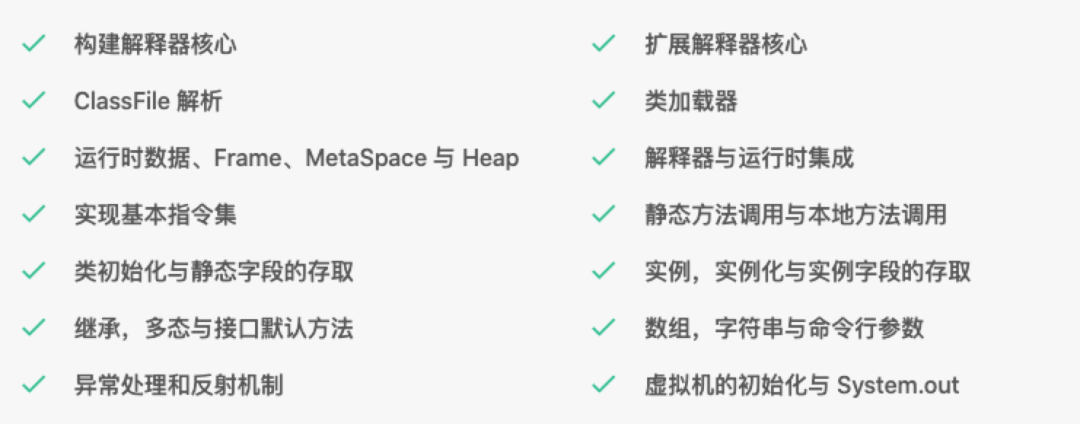 构建解释器核心
扩展解释器核心
ClassFile 解析
类加载器
运行时数据、Frame、MetaSpace 与 Heap
解释器与运行时集成
实现基本指令集
静态方法调用与本地方法调用
类初始化与静态字段的存取
实例，实例化与实例字段的存取
继承，多态与接口默认方法
数组，字符串与命令行参数
异常处理和反射机制
虚拟机的初始化与 System.out